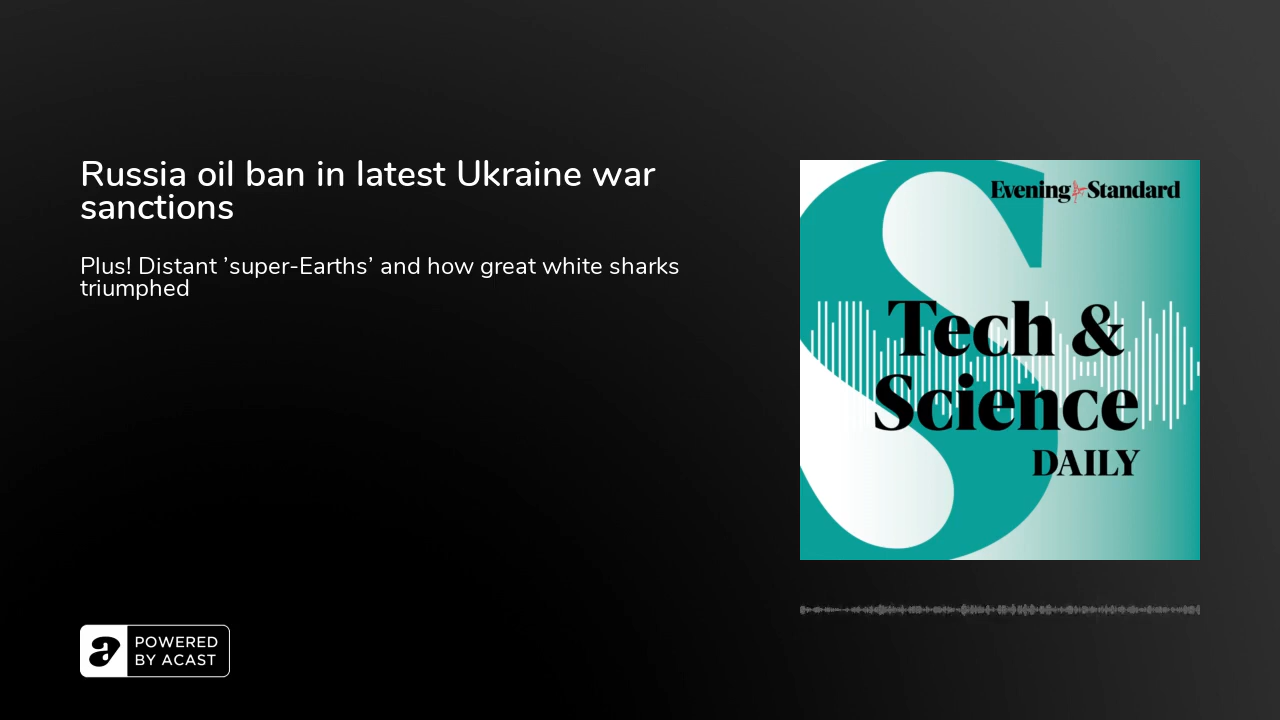 Russia oil ban in latest Ukraine war
sanctions
Plus! Distant ’super-Earths’ and how great white sharks
triumphed
Evening Standard
Tech &
Science
DAILY
POWERED
BY ACAST